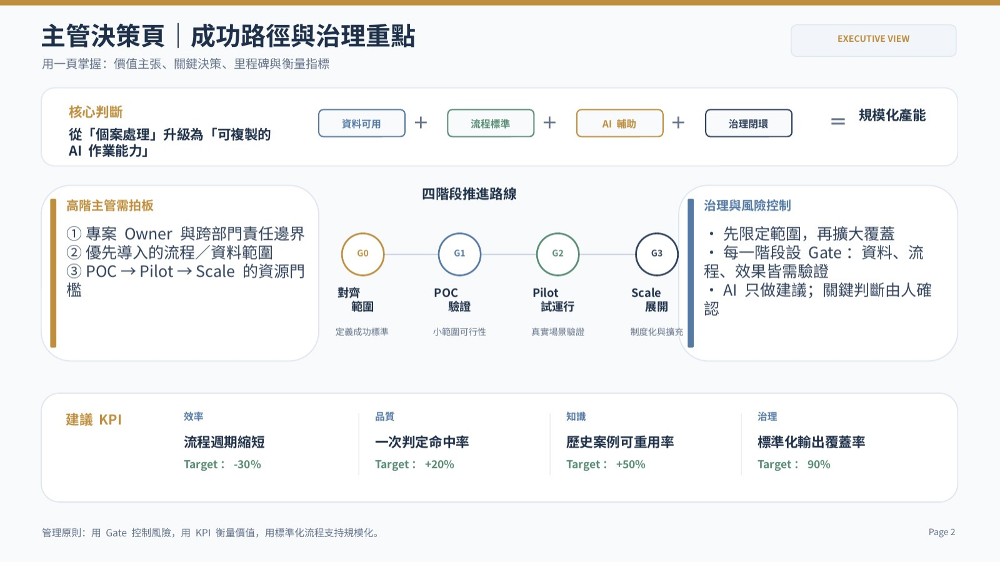 主管決策頁｜成功路徑與治理重點
EXECUTIVE VIEW
用一頁掌握：價值主張、關鍵決策、里程碑與衡量指標
核心判斷
從「個案處理」升級為「可複製的
AI 作業能力」
資料可用
+
流程標準
+
AI 輔助
+
治理閉環
=
規模化產能
高階主管需拍板
① 專案 Owner 與跨部門責任邊界
② 優先導入的流程／資料範圍
③ POC → Pilot → Scale 的資源門
檻
四階段推進路線
G0
G1
G2
G3
對齊
範圍
POC
驗證
Pilot
試運行
Scale
展開
定義成功標準
小範圍可行性
真實場景驗證
制度化與擴充
治理與風險控制
・ 先限定範圍，再擴大覆蓋
・ 每一階段設 Gate：資料、流
程、效果皆需驗證
・ AI 只做建議；關鍵判斷由人確
認
建議 KPI
效率
流程週期縮短
Target： -30%
品質
一次判定命中率
Target： +20%
知識
歷史案例可重用率
Target： +50%
治理
標準化輸出覆蓋率
Target： 90%
管理原則：用 Gate 控制風險，用 KPI 衡量價值，用標準化流程支持規模化。
Page 2